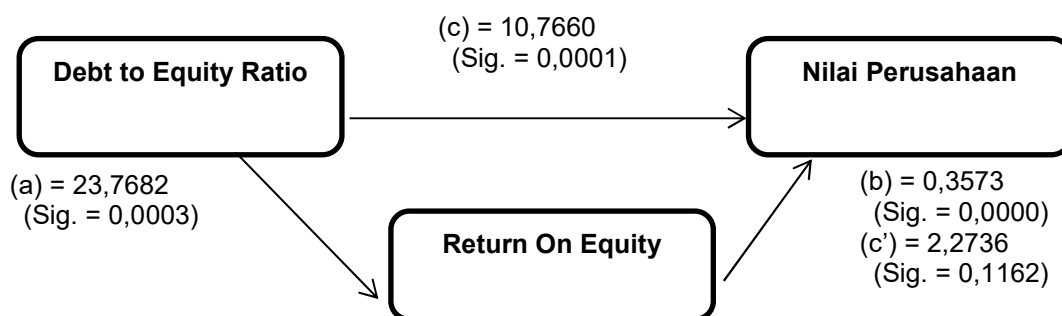 (c) = 10,7660
(Sig. = 0,0001)
Debt to Equity Ratio
Nilai Perusahaan
(a) = 23,7682
(Sig. = 0,0003)
(b) = 0,3573
(Sig. = 0,0000)
(c’) = 2,2736
(Sig. = 0,1162)
Return On Equity